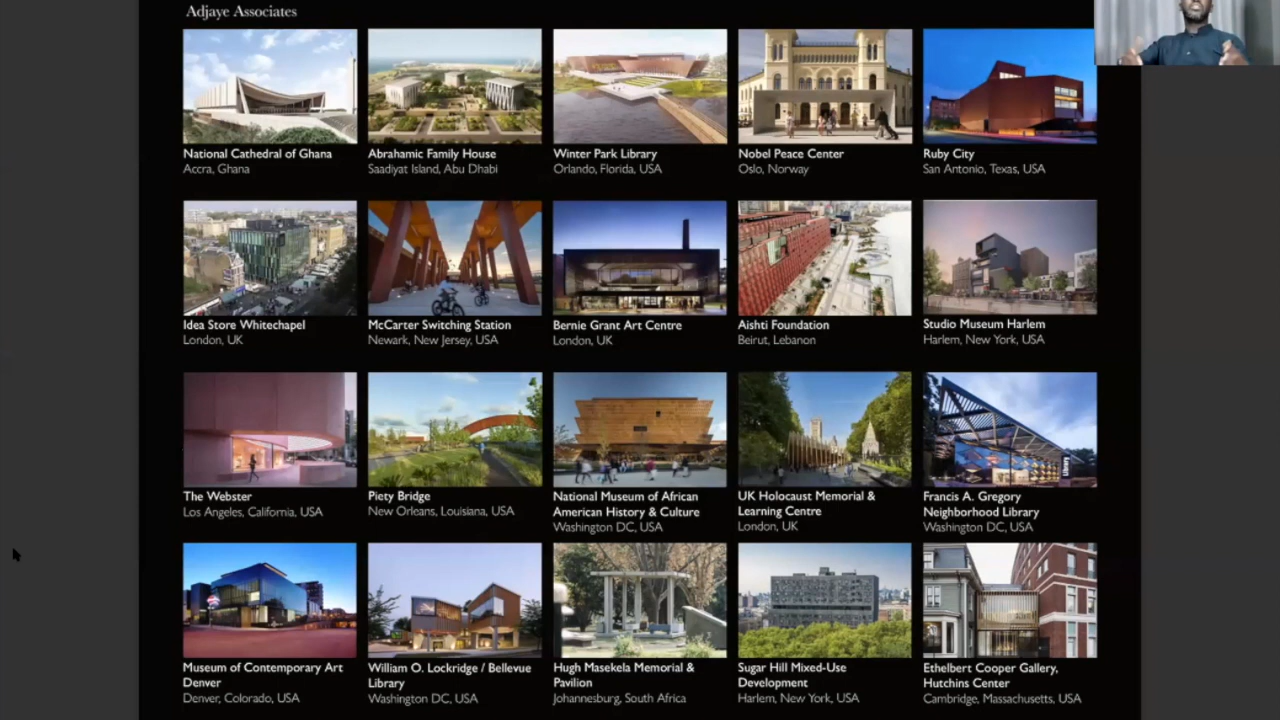 Adjaye Associates
National Cathedral of Ghana
Accra, Ghana
Abrahamic Family House
Saadiyat Island, Abu Dhabi
Winter Park Library
Orlando, Florida, USA
Nobel Peace Center
Oslo, Norway
Ruby City
San Antonio, Texas, USA
Idea Store Whitechapel
London, UK
McCarter Switching Station
Newark, New Jersey, USA
Bernie Grant Art Centre
London, UK
Aishti Foundation
Beirut, Lebanon
Studio Museum Harlem
Harlem, New York, USA
The Webster
Los Angeles, California, USA
Piety Bridge
New Orleans, Louisiana, USA
National Museum of African
American History & Culture
Washington DC, USA
UK Holocaust Memorial &
Learning Centre
London, UK
Library
Francis A. Gregory
Neighborhood Library
Washington DC, USA
Museum of Contemporary Art
Denver
Denver, Colorado, USA
William O. Lockridge / Bellevue
Library
Washington DC, USA
Hugh Masekela Memorial &
Pavilion
Johannesburg, South Africa
Sugar Hill Mixed-Use
Development
Harlem, New York, USA
Ethelbert Cooper Gallery,
Hutchins Center
Cambridge, Massachusetts, USA